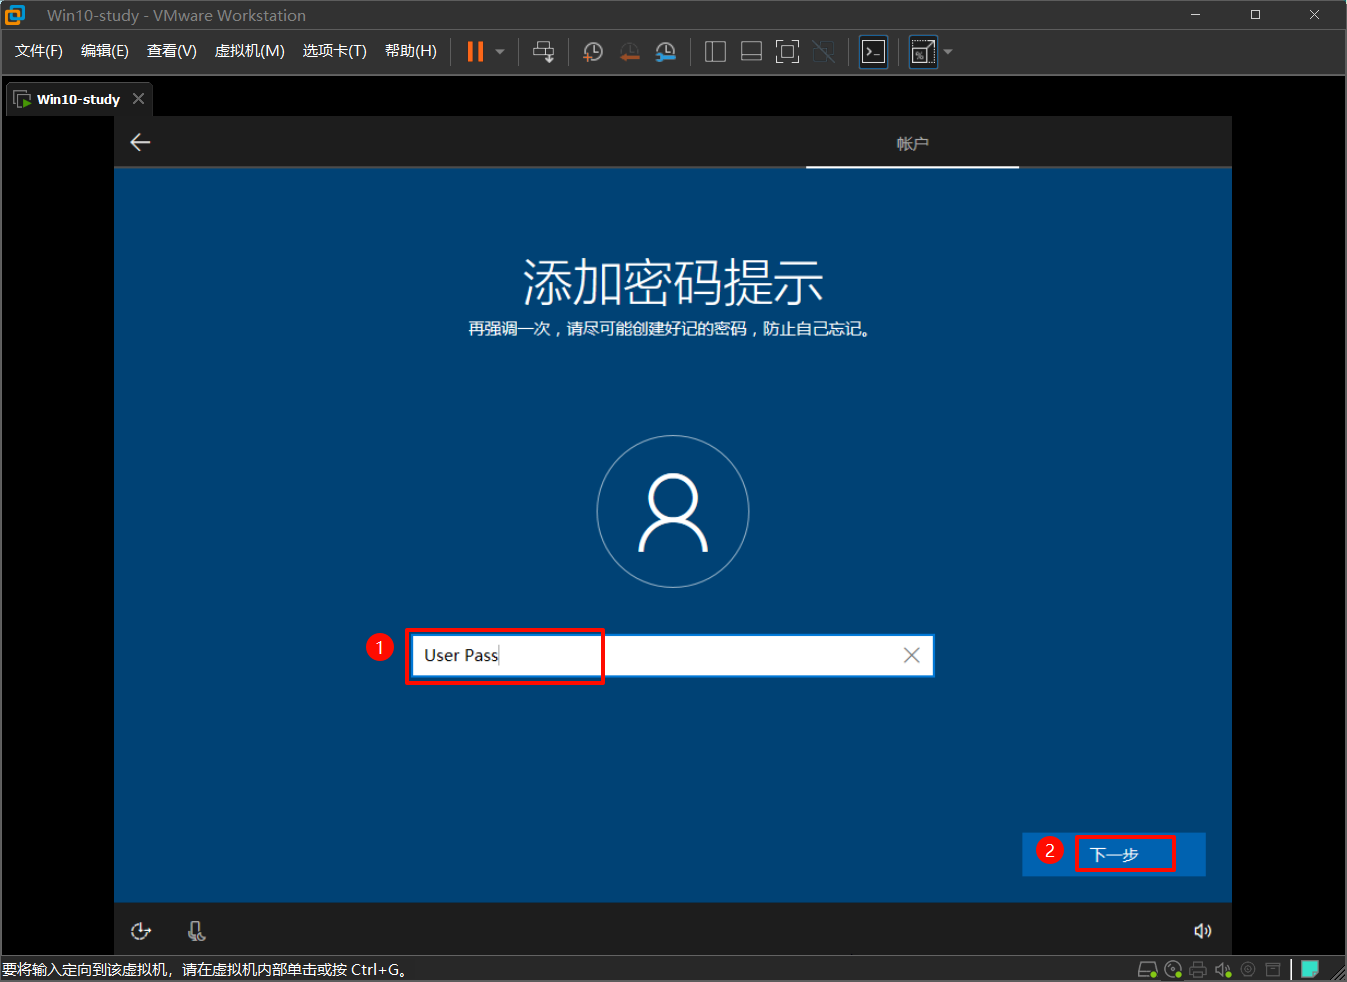 Win10-study - VMware Workstation
文件(F) 编辑(E) 查看(V) 虚拟机(M) 选项卡(T) 帮助(H)
Win10-study
帐户
添加密码提示
再强调一次，请尽可能创建好记的密码，防止自己忘记。
1
User Pass
2
下一步
要将输入定向到该虚拟机，请在虚拟机内部单击或按 Ctrl+G。